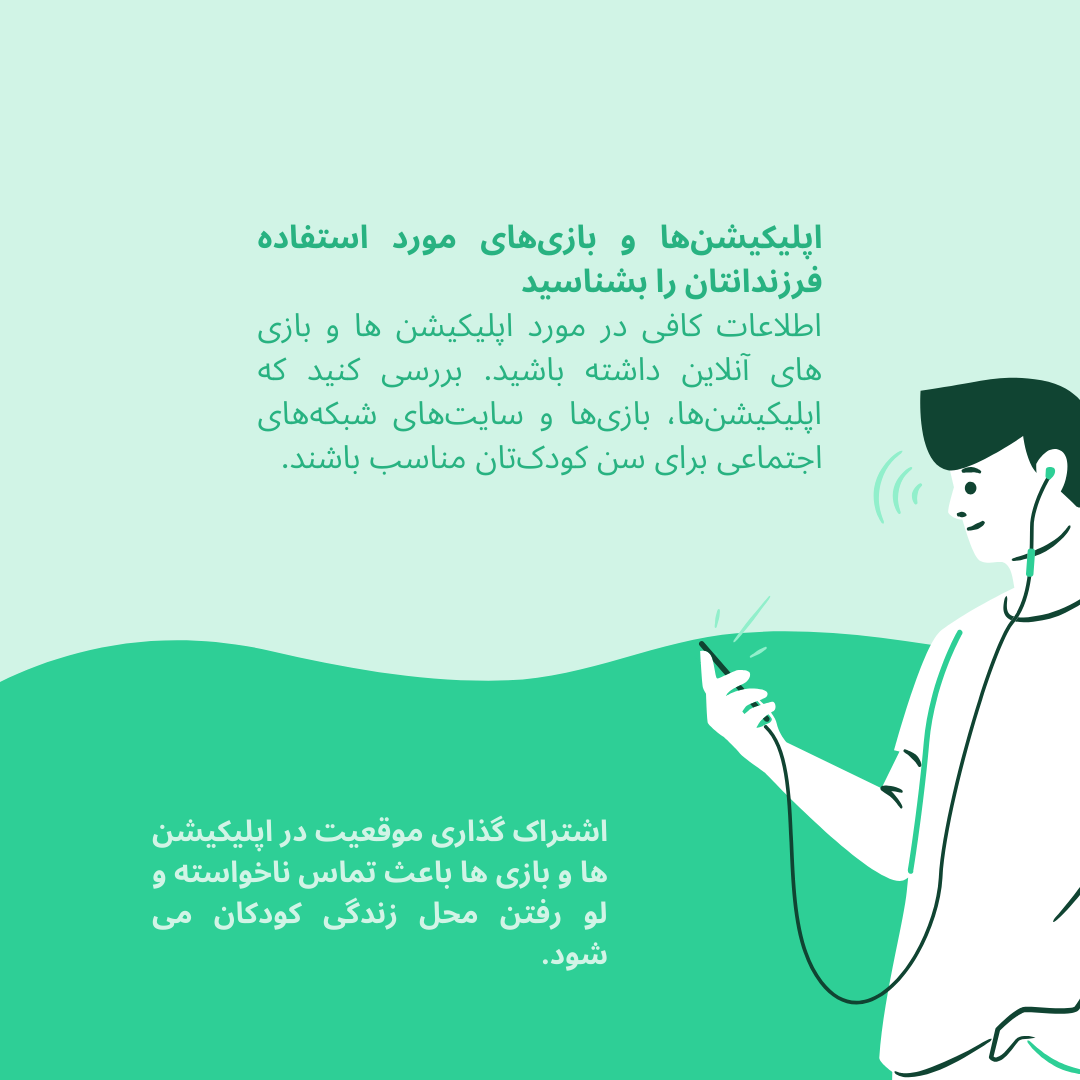 اپلیکیشن‌ها و بازی‌های مورد استفاده
فرزندانتان را بشناسید
اطلاعات کافی در مورد اپلیکیشن ها و بازی
های آنلاین داشته باشید. بررسی کنید که
اپلیکیشن‌ها، بازی‌ها و سایت‌های شبکه‌های
اجتماعی برای سن کودک‌تان مناسب باشند.
اشتراک گذاری موقعیت در اپلیکیشن
ها و بازی ها باعث تماس ناخواسته و
لو رفتن محل زندگی کودکان می
شود.